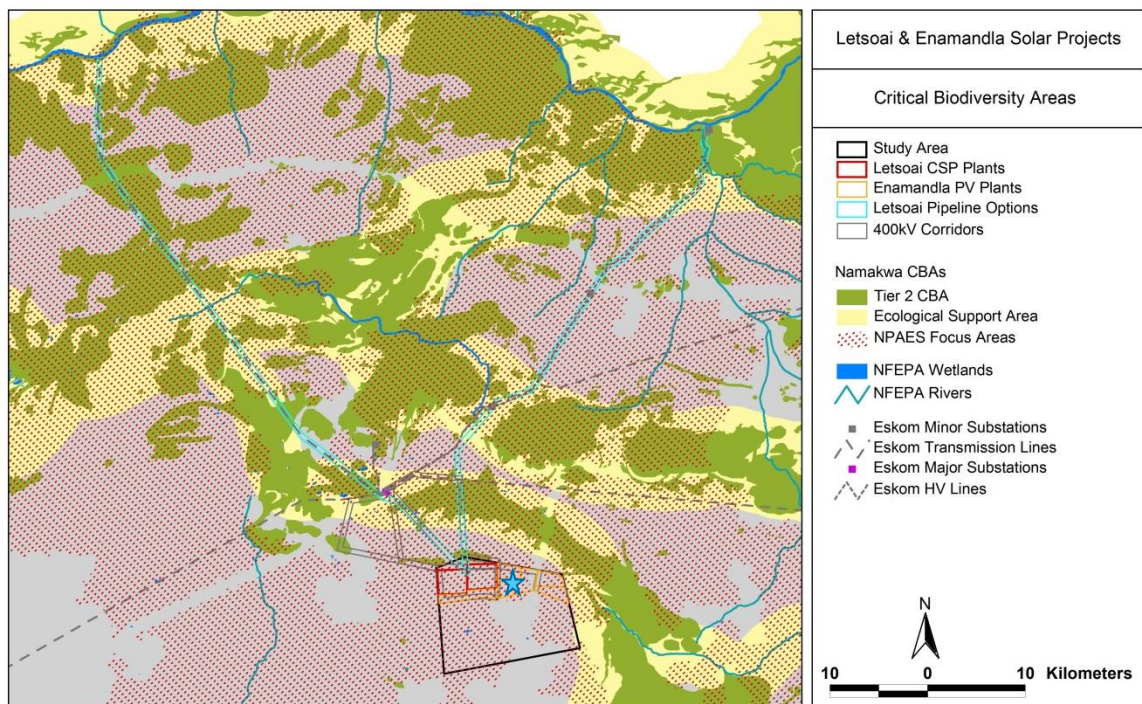 Letsoai & Enamandla Solar Projects
Critical Biodiversity Areas
Study Area
Letsoai CSP Plants
Enamandla PV Plants
Letsoai Pipeline Options
400kV Corridors
Namakwa CBAs
Tier 2 CBA
Ecological Support Area
NPAES Focus Areas
NFEPA Wetlands
NFEPA Rivers
Eskom Minor Substations
Eskom Transmission Lines
Eskom Major Substations
Eskom HV Lines
N
10 0 10 Kilometers